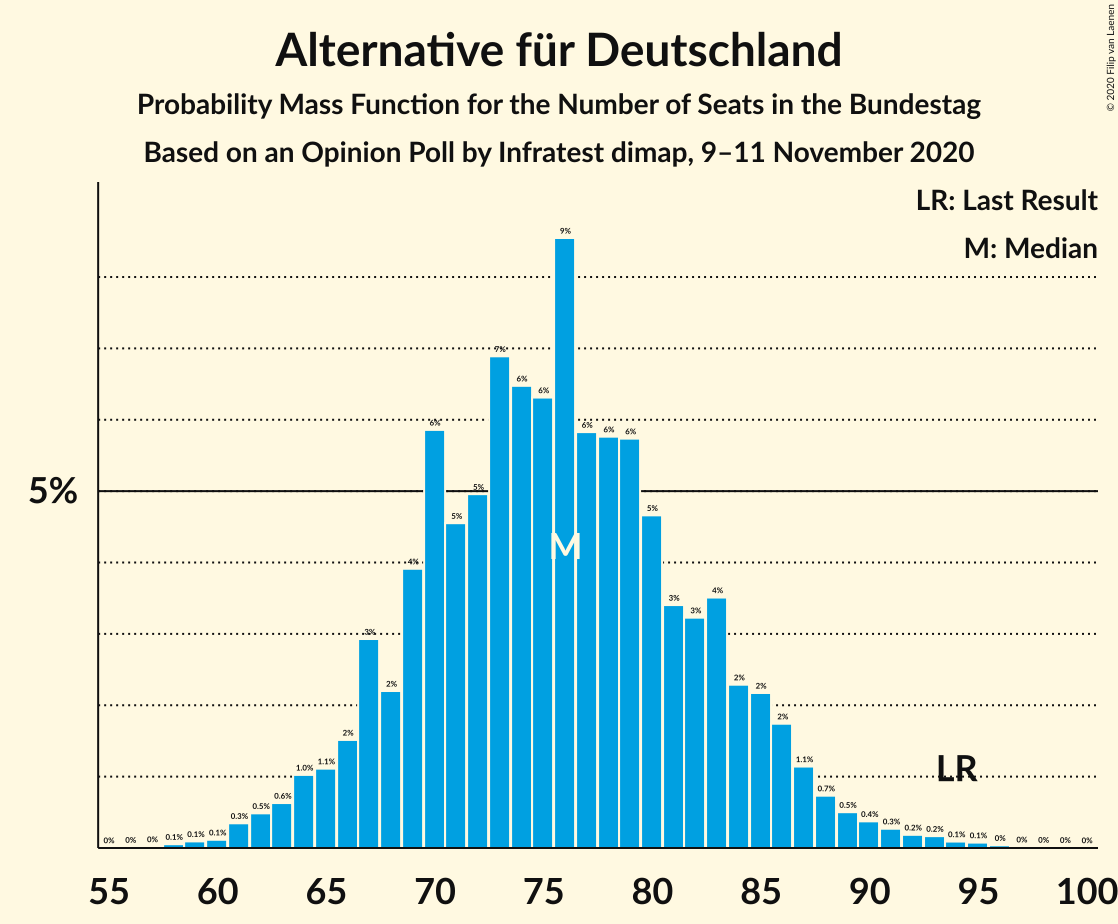 Alternative für Deutschland
Probability Mass Function for the Number of Seats in the Bundestag
Based on an Opinion Poll by Infratest dimap, 9–11 November 2020
© 2020 Filip van Laenen
LR: Last Result
M: Median
5%
0% 0% 0% 0.1% 0.1% 0.1% 0.3% 0.5% 0.6% 1.0% 1.1% 2% 3% 2% 4% 6% 5% 5% 7% 6% 6% 9% 6% 6% 6% 5% 3% 3% 4% 2% 2% 2% 1.1% 0.7% 0.5% 0.4% 0.3% 0.2% 0.2% 0.1% 0.1% 0% 0% 0% 0% 0%
M
LR
55 60 65 70 75 80 85 90 95 100